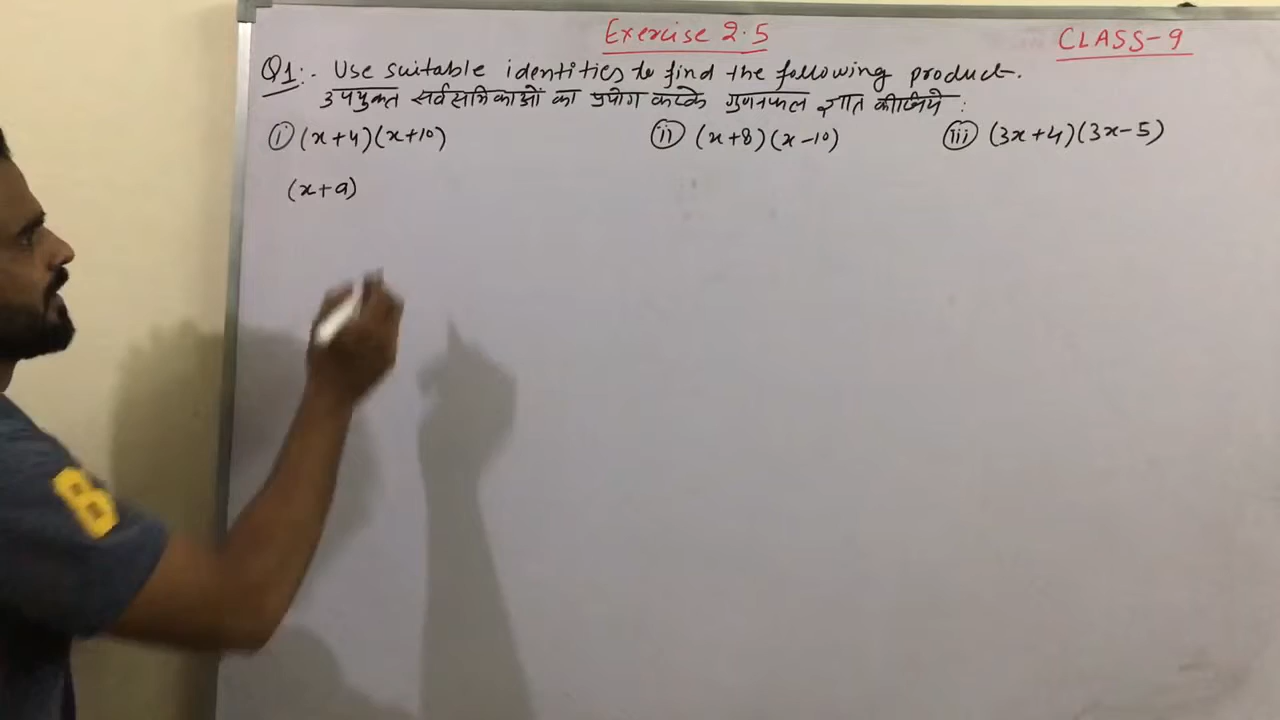 Exercise 2.5
CLASS-9
Q1:- Use suitable identities to find the following product.
उपयुक्त सर्वसमिकाओं का प्रयोग करके गुणनफल ज्ञात कीजिये :
(i) (x+4)(x+10) (ii) (x+8)(x-10) (iii) (3x+4)(3x-5)
(x+a)
8